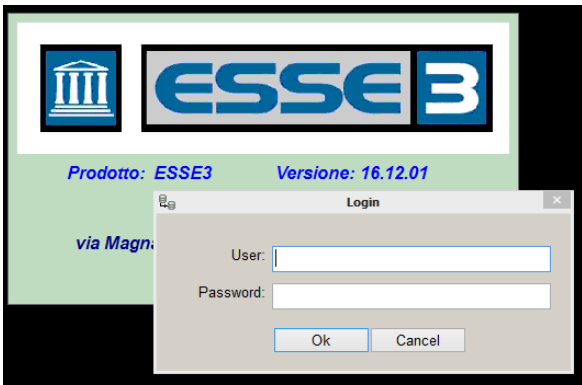 ESSE3
Prodotto: ESSE3 Versione: 16.12.01
via Magna
Login
User:
Password:
Ok Cancel